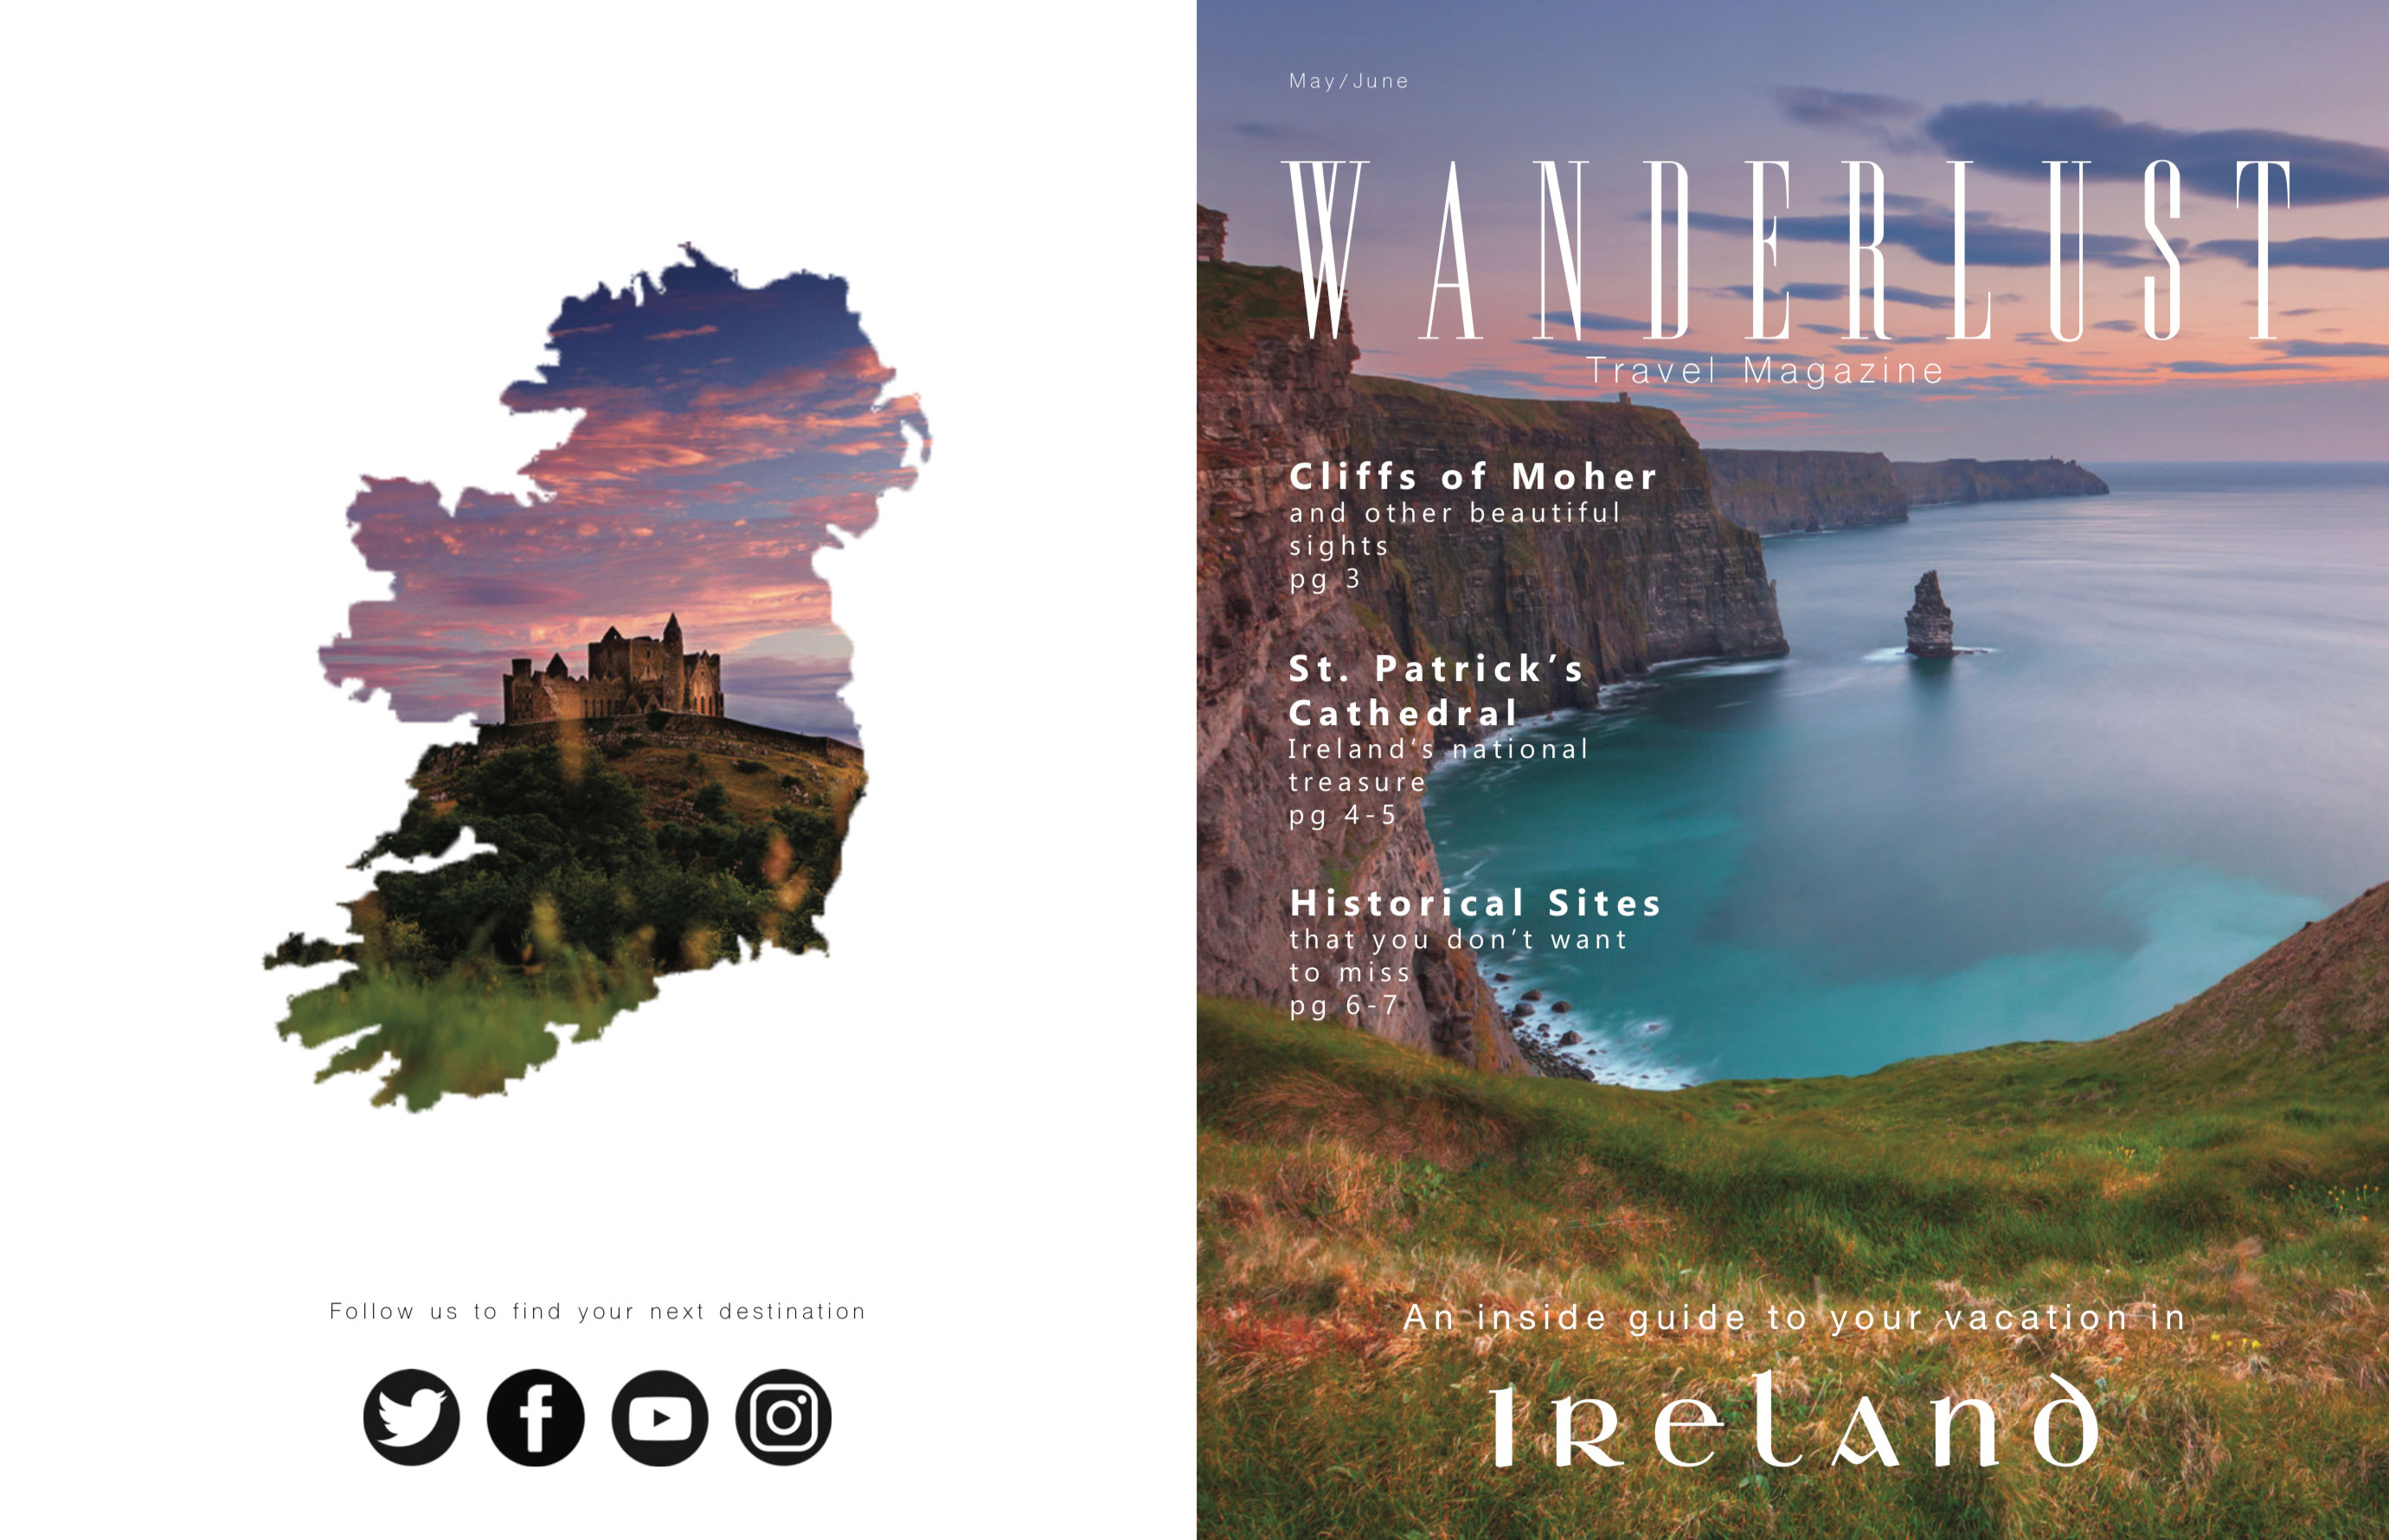 Follow us to find your next destination
May/June
WANDERLUST
Travel Magazine
Cliffs of Moher
and other beautiful
sights
pg 3
St. Patrick’s
Cathedral
Ireland’s national
treasure
pg 4-5
Historical Sites
that you don’t want
to miss
pg 6-7
An inside guide to your vacation in
Ireland